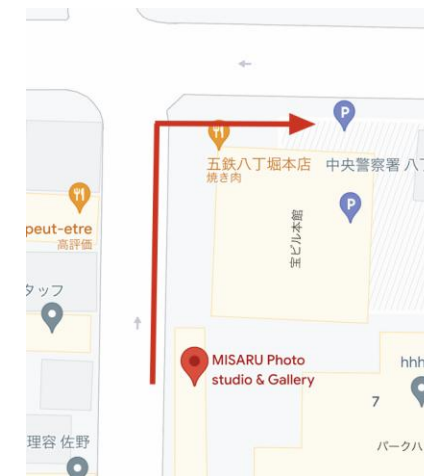 P
五鉄八丁堀本店
焼き肉
中央警察署 八丁
P
宝ビル本館
peut-etre
高評価
タッフ
MISARU Photo
studio & Gallery
hhh
7
理容 佐野
パークハ